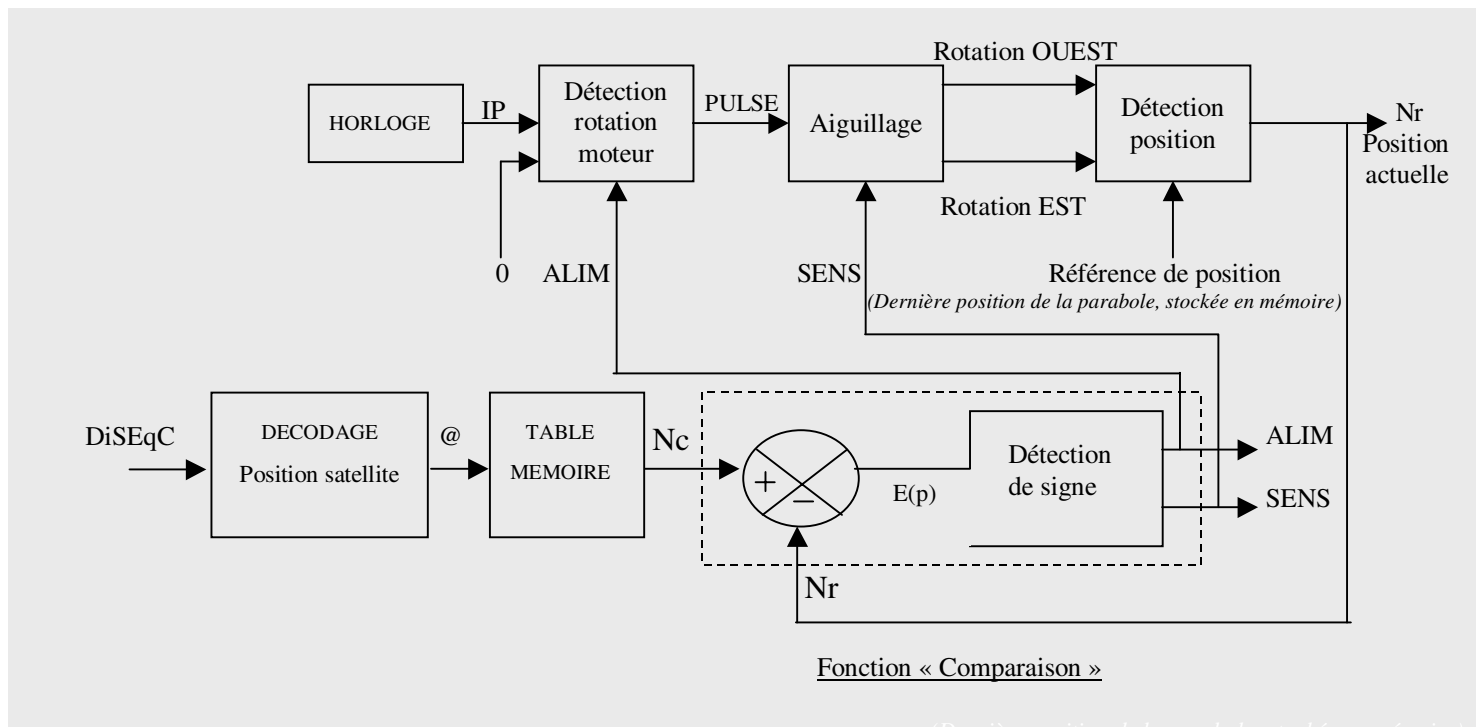 Rotation OUEST
HORLOGE
IP
Détection
rotation
moteur
PULSE
Aiguillage
Détection
position
Nr
Position
actuelle
Rotation EST
0
ALIM
SENS
Référence de position
(Dernière position de la parabole, stockée en mémoire)
DiSEqC
DECODAGE
Position satellite
@
TABLE
MEMOIRE
Nc
+
−
E(p)
Détection
de signe
ALIM
SENS
Nr
Fonction « Comparaison »